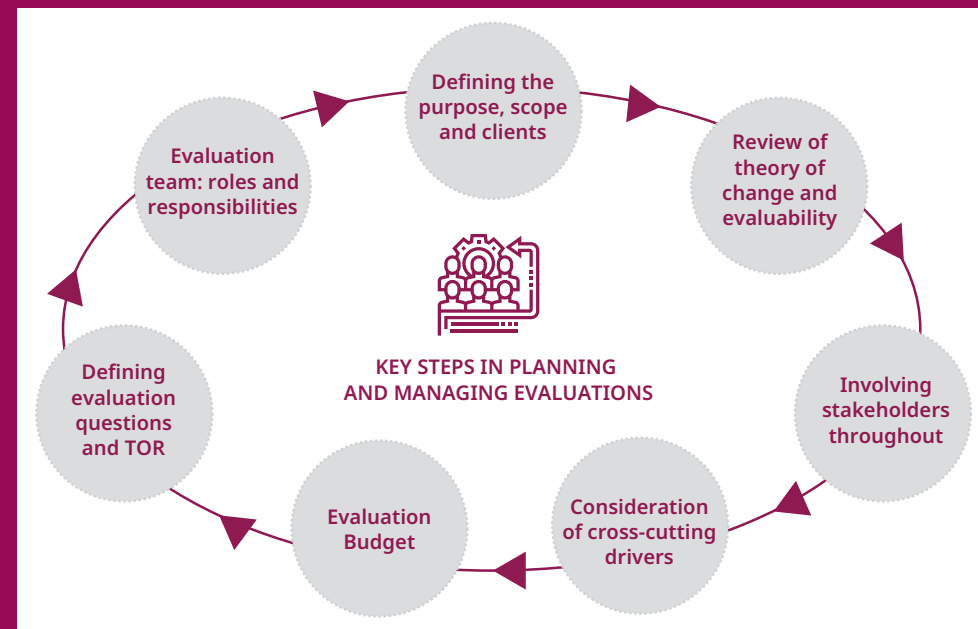 Defining the
purpose, scope
and clients
Review of
theory of
change and
evaluability
Involving
stakeholders
throughout
Consideration
of cross-cutting
drivers
Evaluation
Budget
Defining
evaluation
questions
and TOR
Evaluation
team: roles and
responsibilities
KEY STEPS IN PLANNING
AND MANAGING EVALUATIONS